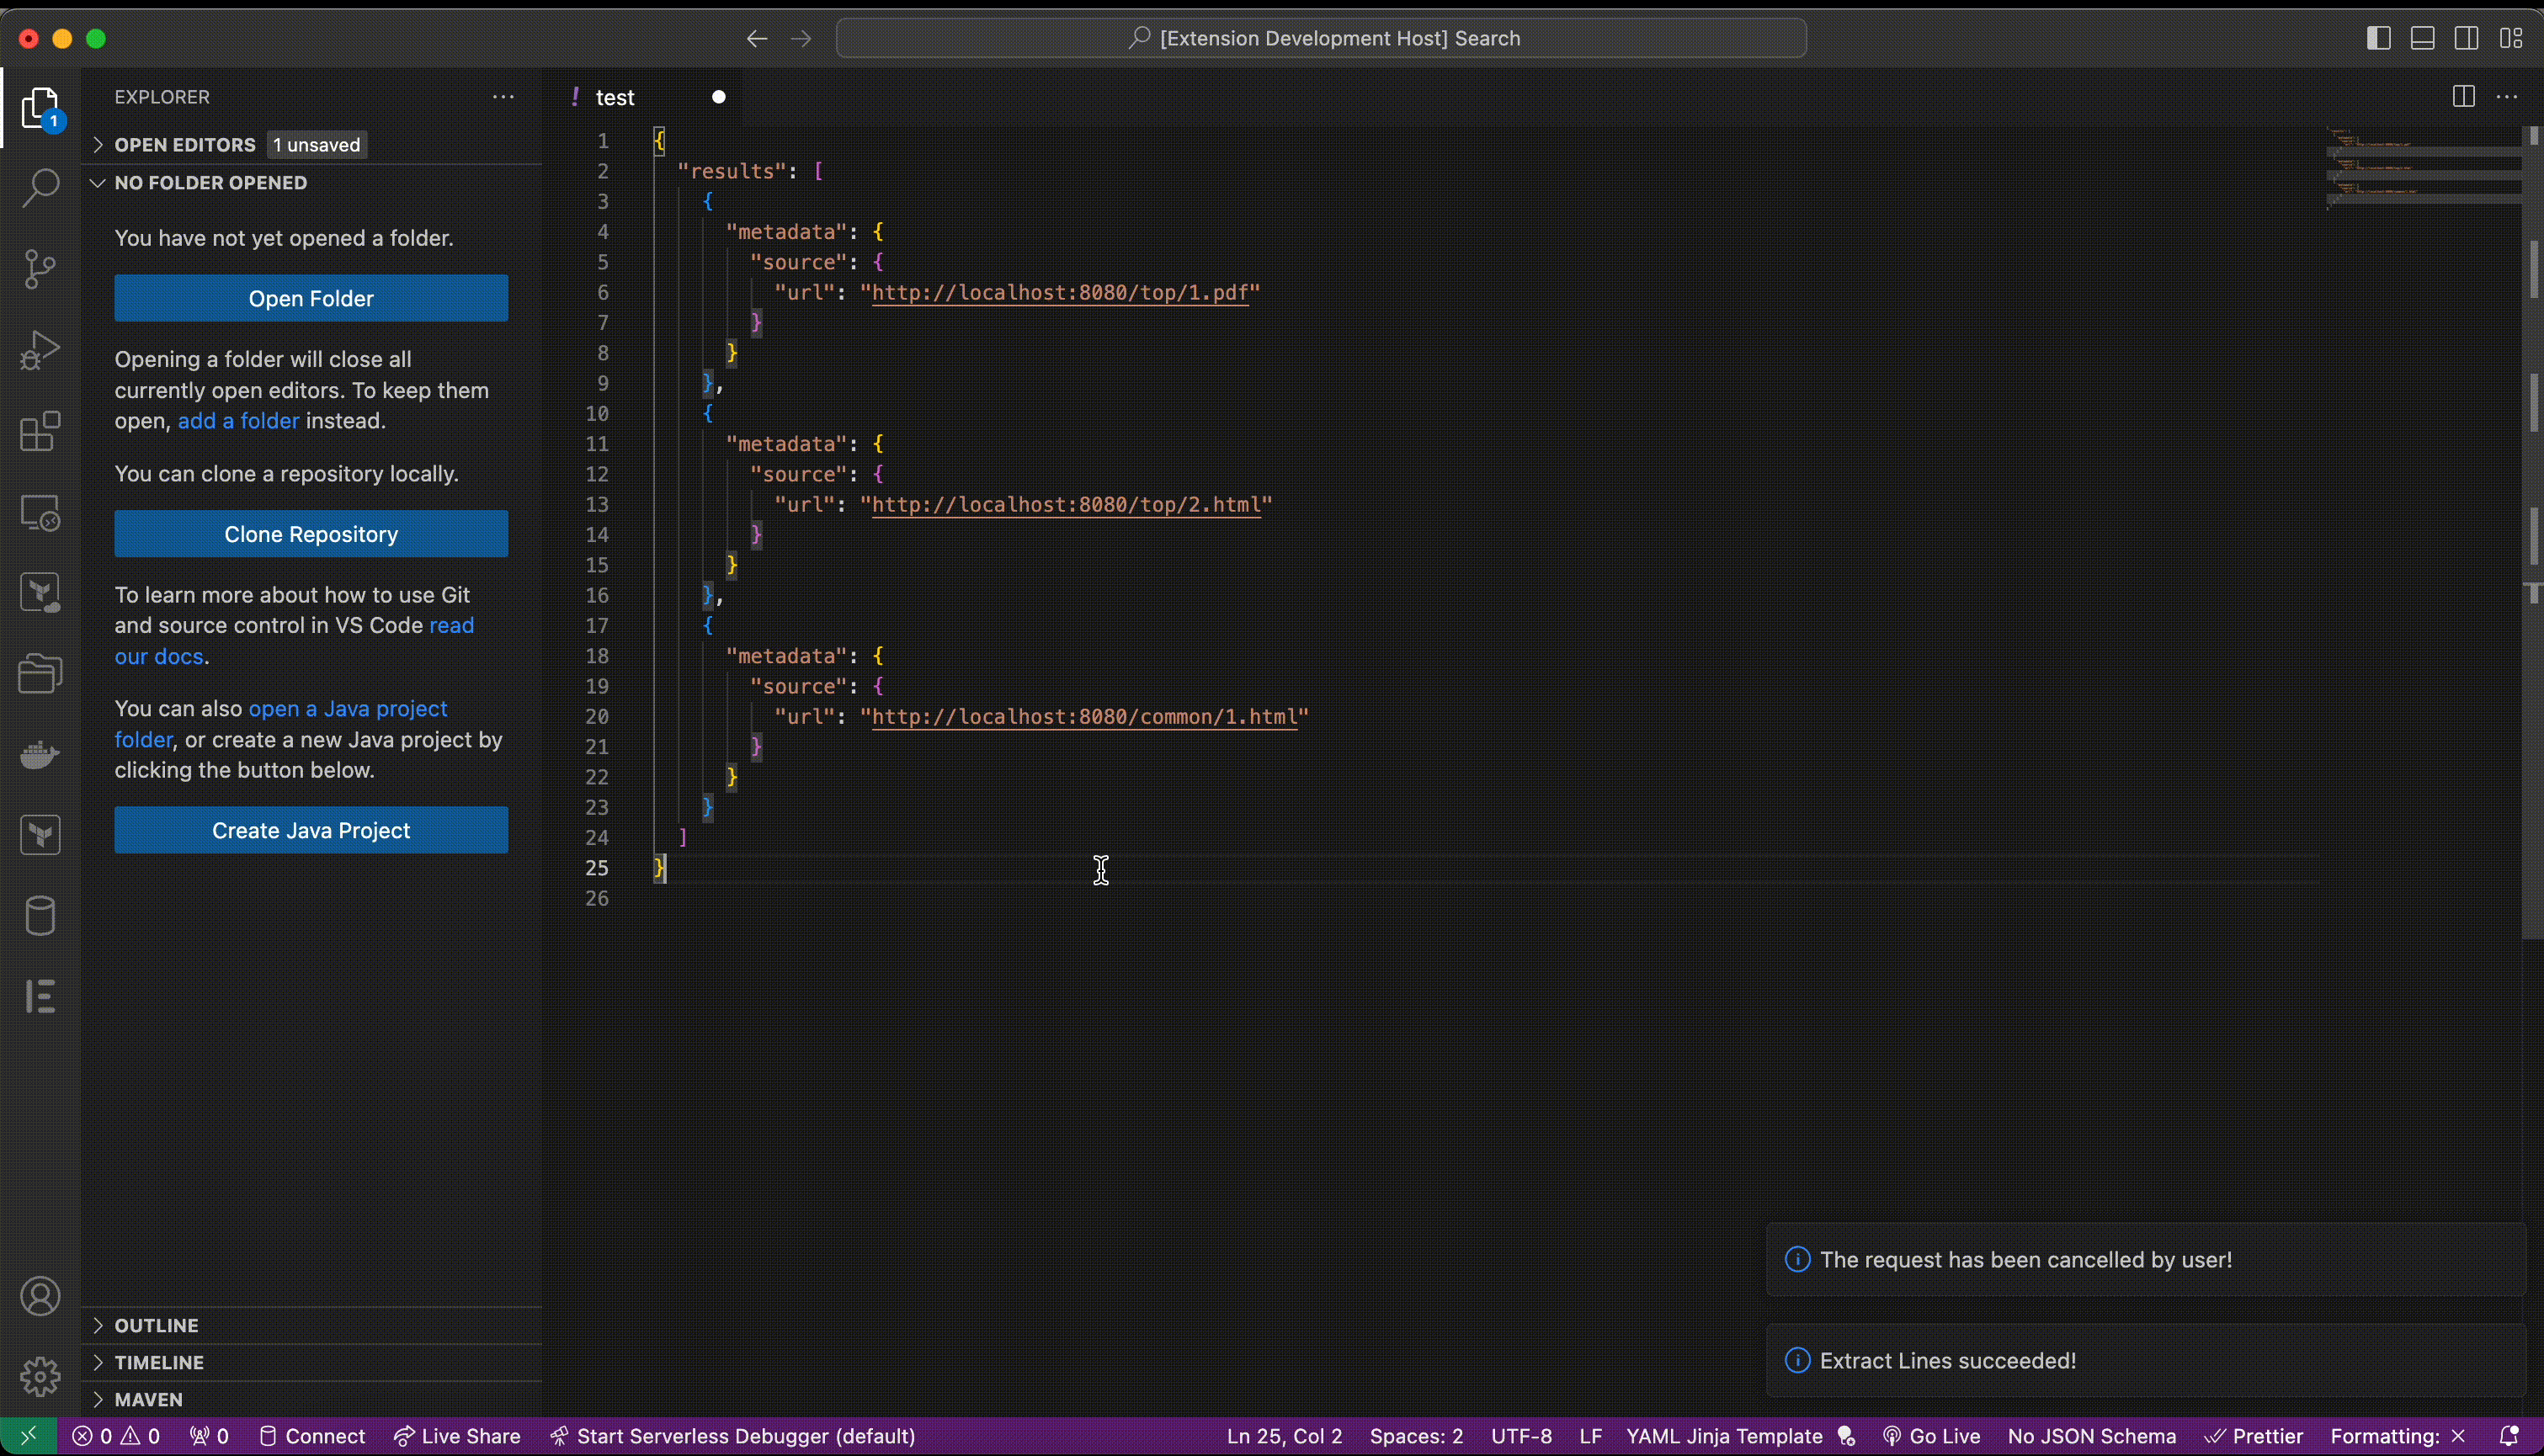 [Extension Development Host] Search
1
EXPLORER
OPEN EDITORS 1 unsaved
NO FOLDER OPENED
You have not yet opened a folder.
Open Folder
Opening a folder will close all
currently open editors. To keep them
open, add a folder instead.
You can clone a repository locally.
Clone Repository
To learn more about how to use Git
and source control in VS Code read
our docs.
You can also open a Java project
folder, or create a new Java project by
clicking the button below.
Create Java Project
OUTLINE
TIMELINE
MAVEN
! test
1 {
2 "results": [
3 {
4 "metadata": {
5 "source": {
6 "url": "http://localhost:8080/top/1.pdf"
7 }
8 }
9 },
10 {
11 "metadata": {
12 "source": {
13 "url": "http://localhost:8080/top/2.html"
14 }
15 }
16 },
17 {
18 "metadata": {
19 "source": {
20 "url": "http://localhost:8080/common/1.html"
21 }
22 }
23 }
24 ]
25 }
26
The request has been cancelled by user!
Extract Lines succeeded!
0 0 0 Connect Live Share Start Serverless Debugger (default) Ln 25, Col 2 Spaces: 2 UTF-8 LF YAML Jinja Template Go Live No JSON Schema Prettier Formatting: ×